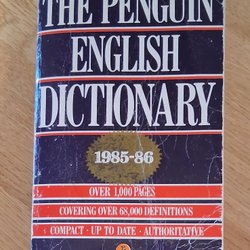 THE PENGUIN
ENGLISH
DICTIONARY
1985-86
OVER 1,000 PAGES
COVERING OVER 68,000 DEFINITIONS
COMPACT · UP TO DATE · AUTHORITATIVE